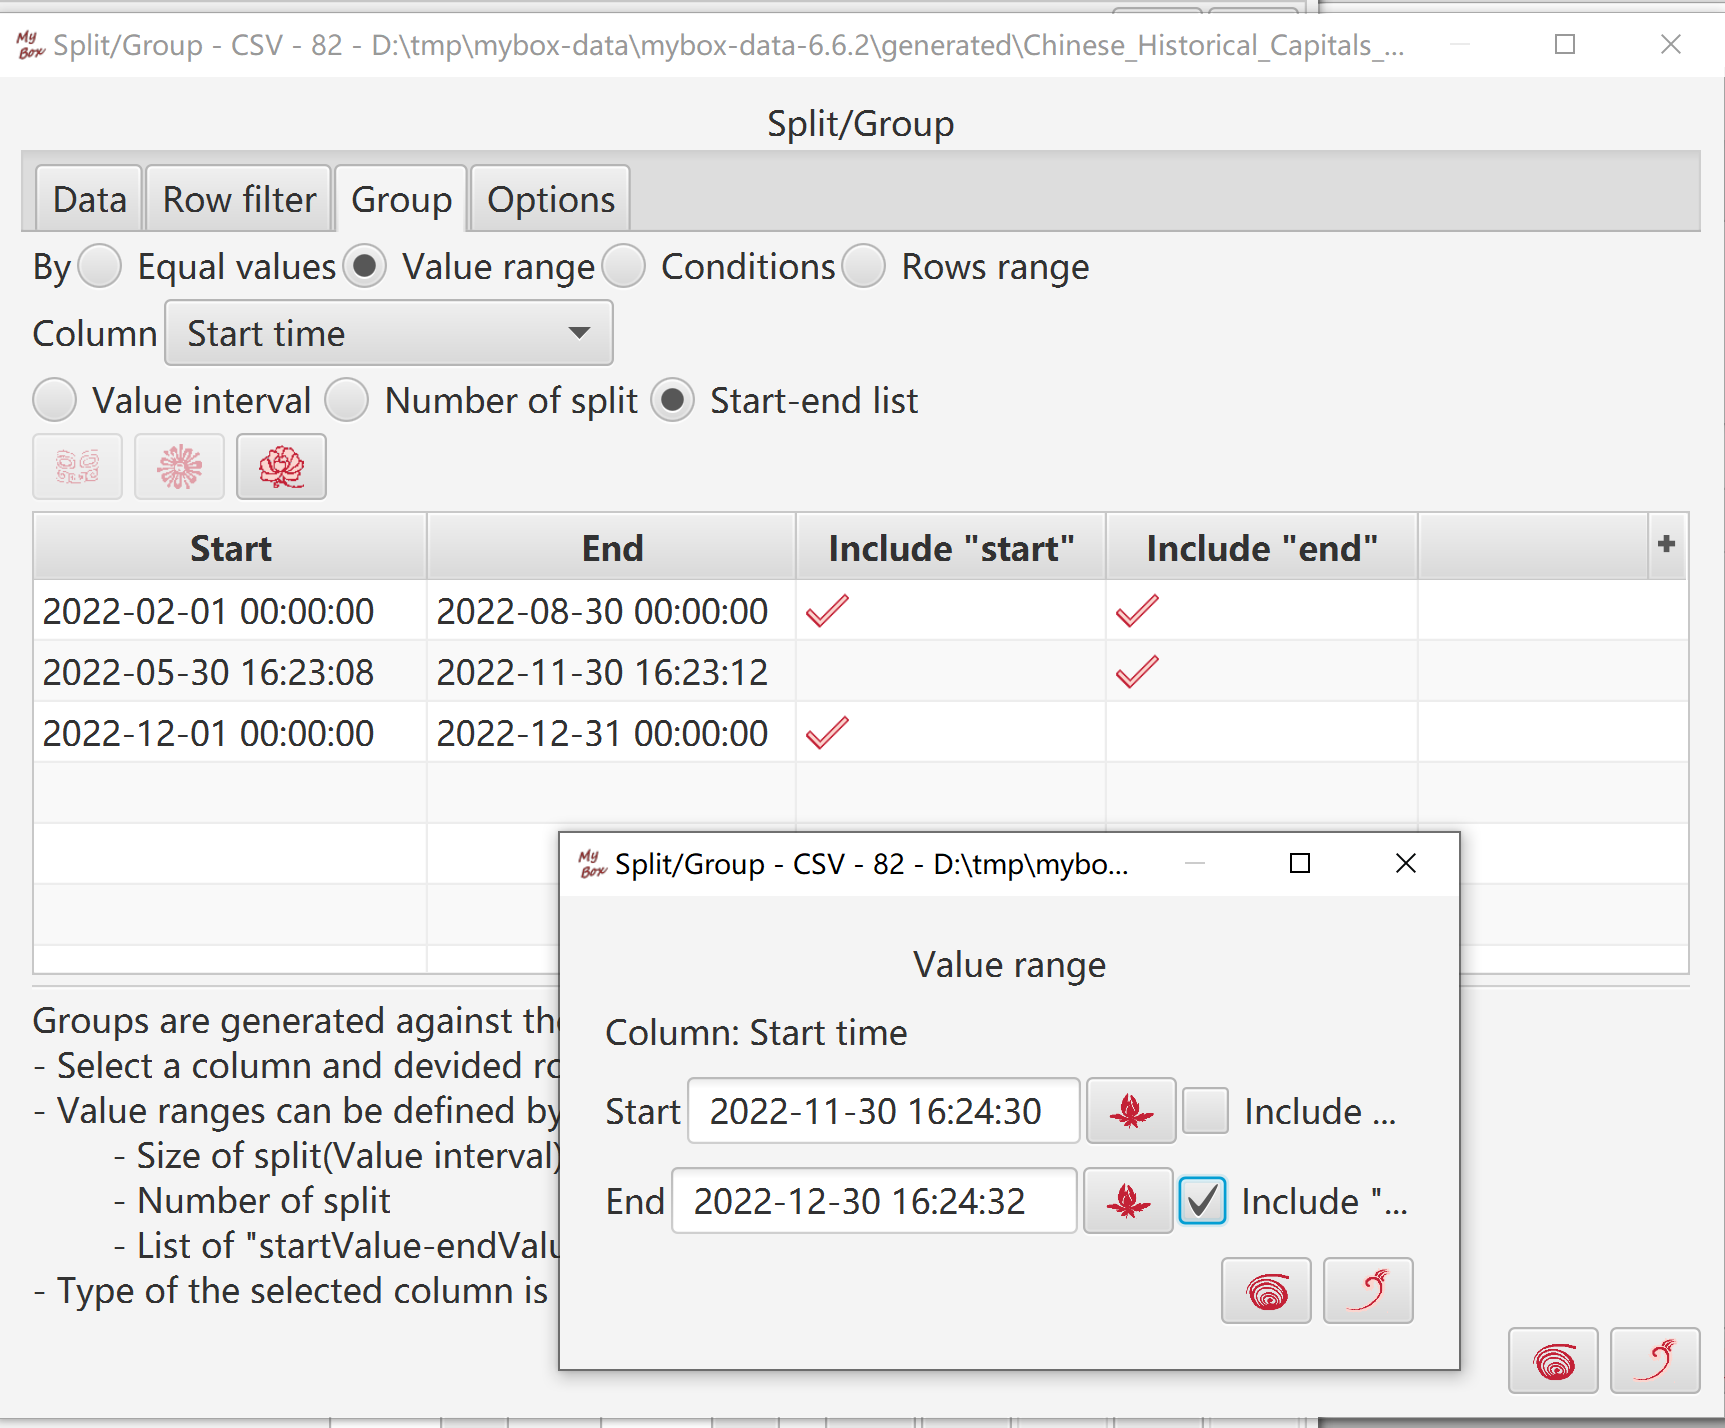 My Box Split/Group - CSV - 82 - D:\tmp\mybox-data\mybox-data-6.6.2\generated\Chinese_Historical_Capitals_...
Split/Group
Data Row filter Group Options
By Equal values Value range Conditions Rows range
Column Start time
Value interval Number of split Start-end list
Start End Include "start" Include "end" +
2022-02-01 00:00:00 2022-08-30 00:00:00
2022-05-30 16:23:08 2022-11-30 16:23:12
2022-12-01 00:00:00 2022-12-31 00:00:00
Groups are generated against
- Select a column and devided
- Value ranges can be defined by
- Size of split(Value interval)
- Number of split
- List of "startValue-endValu
- Type of the selected column is
My Box Split/Group - CSV - 82 - D:\tmp\mybo...
Value range
Column: Start time
Start 2022-11-30 16:24:30 Include ...
End 2022-12-30 16:24:32 Include "...